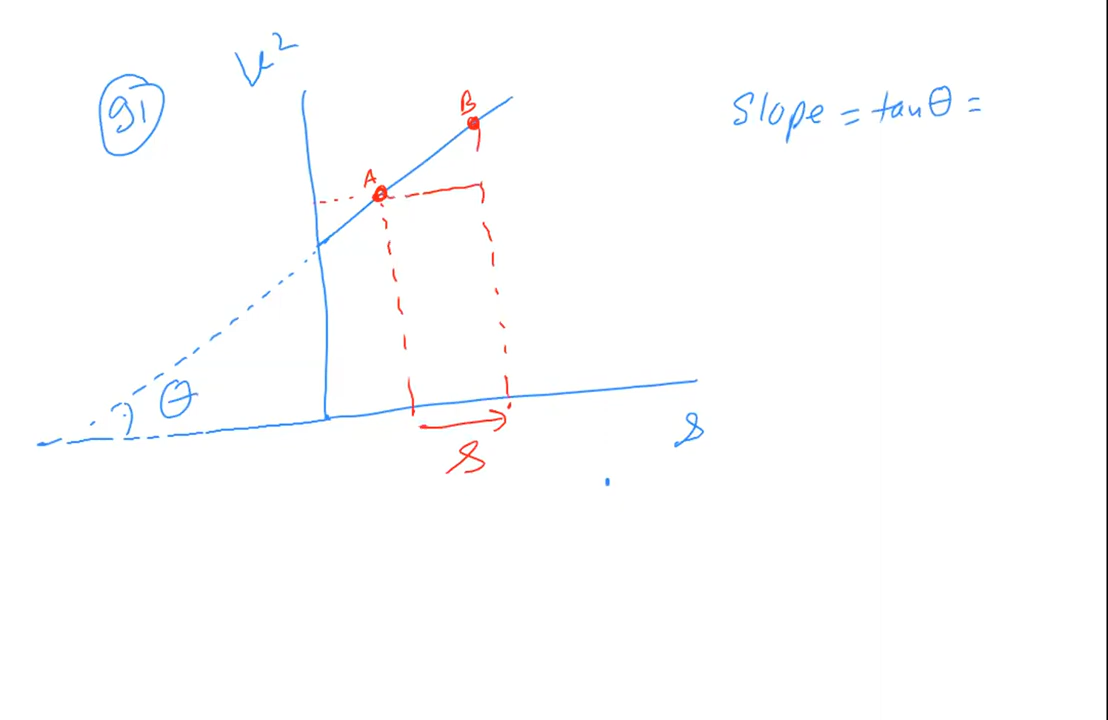 V²
91
B
Slope = tanθ =
A
θ
s
s